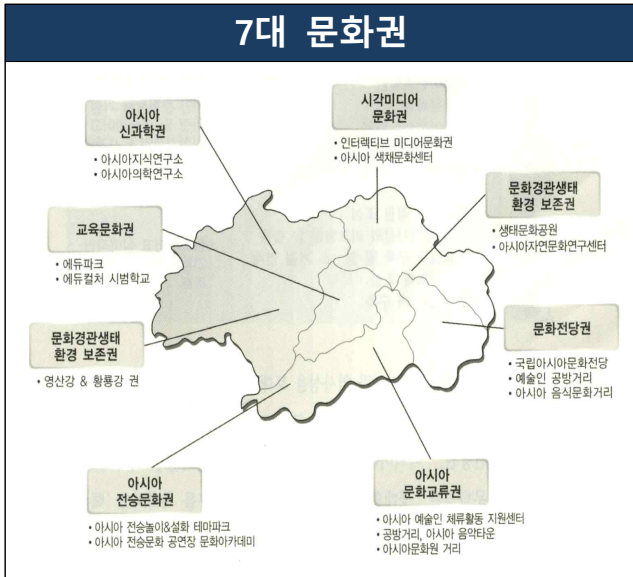 7대 문화권
아시아
신과학권
• 아시아지식연구소
• 아시아의학연구소
시각미디어
문화권
• 인터렉티브 미디어문화권
• 아시아 색채문화센터
문화경관생태
환경 보존권
• 생태문화공원
• 아시아자연문화연구센터
교육문화권
• 에듀파크
• 에듀컬처 시범학교
문화경관생태
환경 보존권
• 영산강 & 황룡강 권
문화전당권
• 국립아시아문화전당
• 예술인 공방거리
• 아시아 음식문화거리
아시아
전승문화권
• 아시아 전승놀이&설화 테마파크
• 아시아 전승문화 공연장 문화아카데미
아시아
문화교류권
• 아시아 예술인 체류활동 지원센터
• 공방거리, 아시아 음악타운
• 아시아문화원 거리